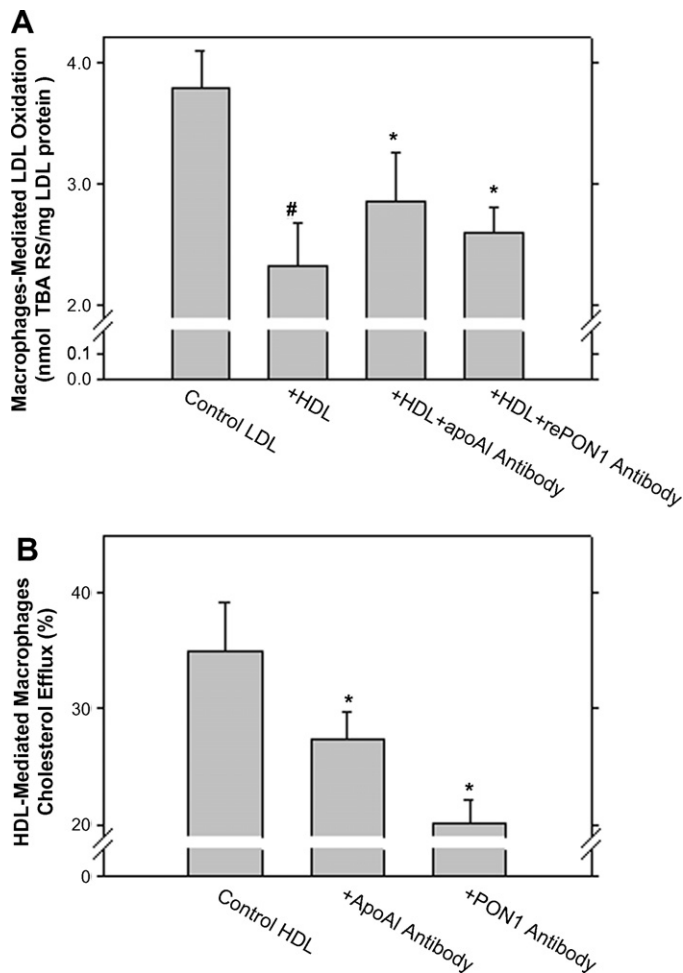 A
Macrophages-Mediated LDL Oxidation
(nmol TBA RS/mg LDL protein )
4.0
3.0
2.0
0.1
0.0
#
*
*
Control LDL
+HDL
+HDL+apoAI Antibody
+HDL+rePON1 Antibody
B
HDL-Mediated Macrophages
Cholesterol Efflux (%)
40
30
20
0
*
*
Control HDL
+ApoAI Antibody
+PON1 Antibody